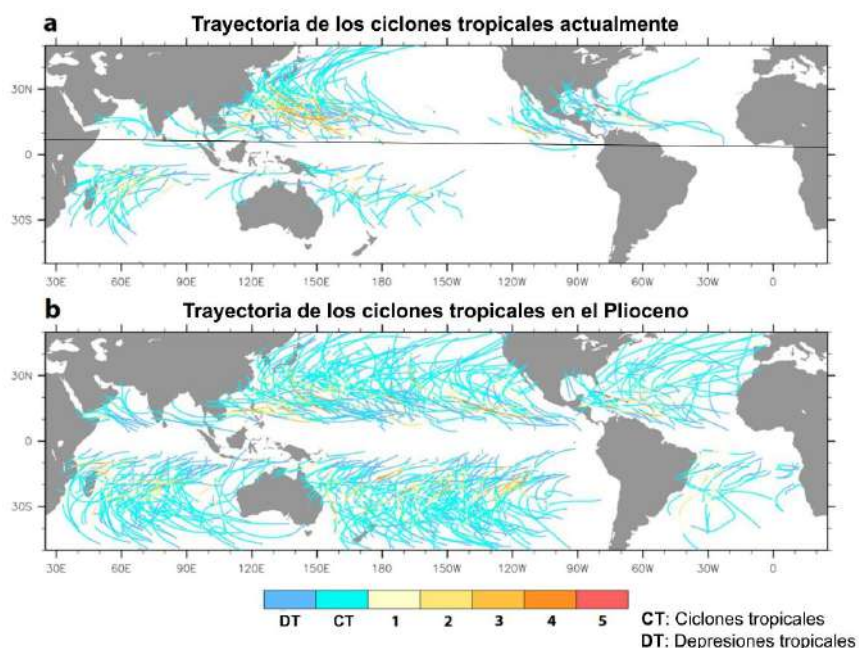 a Trayectoria de los ciclones tropicales actualmente
30N
0
30S
30E 60E 90E 120E 150E 180 150W 120W 90W 60W 30W 0
b Trayectoria de los ciclones tropicales en el Plioceno
30N
0
30S
30E 60E 90E 120E 150E 180 150W 120W 90W 60W 30W 0
DT CT 1 2 3 4 5
CT: Ciclones tropicales
DT: Depresiones tropicales